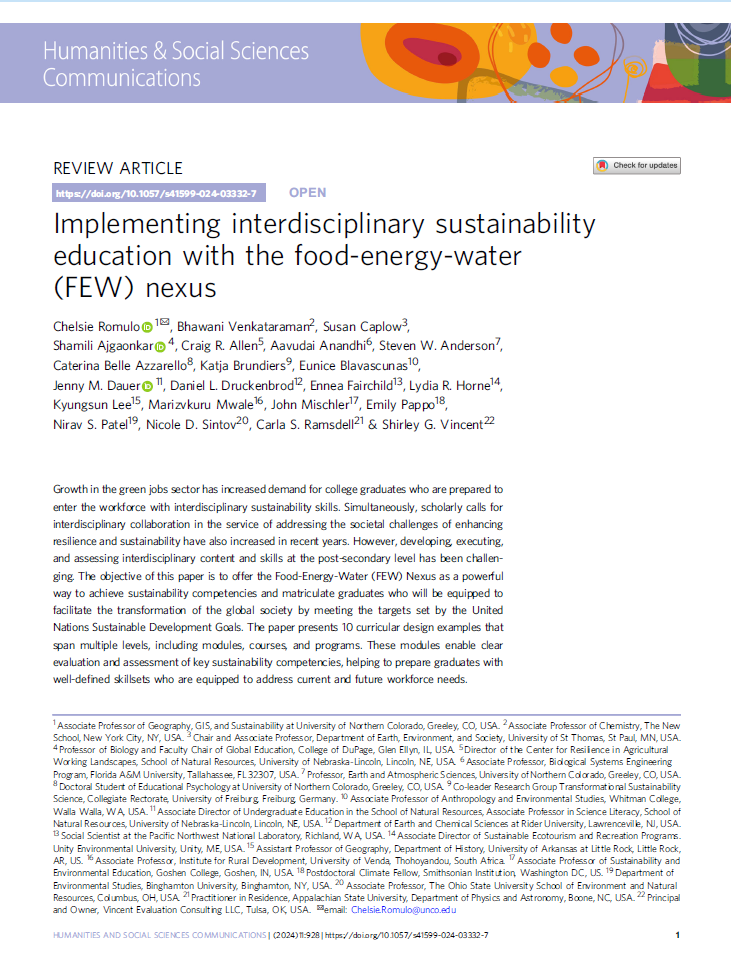 Humanities & Social Sciences
Communications
REVIEW ARTICLE
Check for updates
https://doi.org/10.1057/s41599-024-03332-7
OPEN
Implementing interdisciplinary sustainability
education with the food-energy-water
(FEW) nexus
Chelsie Romulo iD 1✉, Bhawani Venkataraman2, Susan Caplow3,
Shamili Ajgaonkar iD 4, Craig R. Allen5, Aavudai Anandhi6, Steven W. Anderson7,
Caterina Belle Azzarello8, Katja Brundiers9, Eunice Blavascunas10,
Jenny M. Dauer iD 11, Daniel L. Druckenbrod12, Ennea Fairchild13, Lydia R. Horne14,
Kyungsun Lee15, Marizvkuru Mwale16, John Mischler17, Emily Pappo18,
Nirav S. Patel19, Nicole D. Sintov20, Carla S. Ramsdell21 & Shirley G. Vincent22
Growth in the green jobs sector has increased demand for college graduates who are prepared to
enter the workforce with interdisciplinary sustainability skills. Simultaneously, scholarly calls for
interdisciplinary collaboration in the service of addressing the societal challenges of enhancing
resilience and sustainability have also increased in recent years. However, developing, executing,
and assessing interdisciplinary content and skills at the post-secondary level has been challen-
ging. The objective of this paper is to offer the Food-Energy-Water (FEW) Nexus as a powerful
way to achieve sustainability competencies and matriculate graduates who will be equipped to
facilitate the transformation of the global society by meeting the targets set by the United
Nations Sustainable Development Goals. The paper presents 10 curricular design examples that
span multiple levels, including modules, courses, and programs. These modules enable clear
evaluation and assessment of key sustainability competencies, helping to prepare graduates with
well-defined skillsets who are equipped to address current and future workforce needs.
1 Associate Professor of Geography, GIS, and Sustainability at University of Northern Colorado, Greeley, CO, USA. 2 Associate Professor of Chemistry, The New
School, New York City, NY, USA. 3 Chair and Associate Professor, Department of Earth, Environment, and Society, University of St Thomas, St Paul, MN, USA.
4 Professor of Biology and Faculty Chair of Global Education, College of DuPage, Glen Ellyn, IL, USA. 5 Director of the Center for Resilience in Agricultural
Working Landscapes, School of Natural Resources, University of Nebraska-Lincoln, Lincoln, NE, USA. 6 Associate Professor, Biological Systems Engineering
Program, Florida A&M University, Tallahassee, FL 32307, USA. 7 Professor, Earth and Atmospheric Sciences, University of Northern Colorado, Greeley, CO, USA.
8 Doctoral Student of Educational Psychology at University of Northern Colorado, Greeley, CO, USA. 9 Co-leader Research Group Transformational Sustainability
Science, Collegiate Rectorate, University of Freiburg, Freiburg, Germany. 10 Associate Professor of Anthropology and Environmental Studies, Whitman College,
Walla Walla, WA, USA. 11 Associate Director of Undergraduate Education in the School of Natural Resources, Associate Professor in Science Literacy, School of
Natural Resources, University of Nebraska-Lincoln, Lincoln, NE, USA. 12 Department of Earth and Chemical Sciences at Rider University, Lawrenceville, NJ, USA.
13 Social Scientist at the Pacific Northwest National Laboratory, Richland, WA, USA. 14 Associate Director of Sustainable Ecotourism and Recreation Programs.
Unity Environmental University, Unity, ME, USA. 15 Assistant Professor of Geography, Department of History, University of Arkansas at Little Rock, Little Rock,
AR, US. 16 Associate Professor, Institute for Rural Development, University of Venda, Thohoyandou, South Africa. 17 Associate Professor of Sustainability and
Environmental Education, Goshen College, Goshen, IN, USA. 18 Postdoctoral Climate Fellow, Smithsonian Institution, Washington DC, US. 19 Department of
Environmental Studies, Binghamton University, Binghamton, NY, USA. 20 Associate Professor, The Ohio State University School of Environment and Natural
Resources, Columbus, OH, USA. 21 Practitioner in Residence, Appalachian State University, Department of Physics and Astronomy, Boone, NC, USA. 22 Principal
and Owner, Vincent Evaluation Consulting LLC, Tulsa, OK, USA. ✉email: Chelsie.Romulo@unco.edu
HUMANITIES AND SOCIAL SCIENCES COMMUNICATIONS | (2024)11:928 | https://doi.org/10.1057/s41599-024-03332-7
1